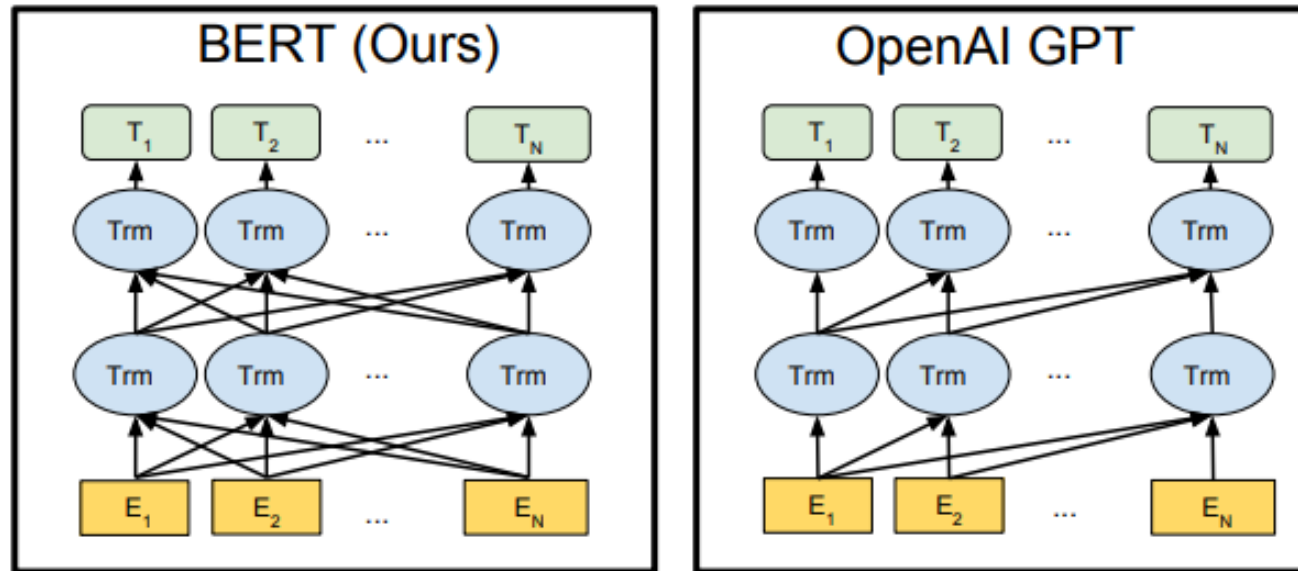 BERT (Ours)
T1 T2 ... TN
Trm Trm ... Trm
Trm Trm ... Trm
E1 E2 ... EN
OpenAI GPT
T1 T2 ... TN
Trm Trm ... Trm
Trm Trm ... Trm
E1 E2 ... EN